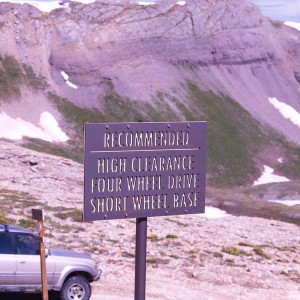 RECOMMENDED
HIGH CLEARANCE
FOUR WHEEL DRIVE
SHORT WHEEL BASE